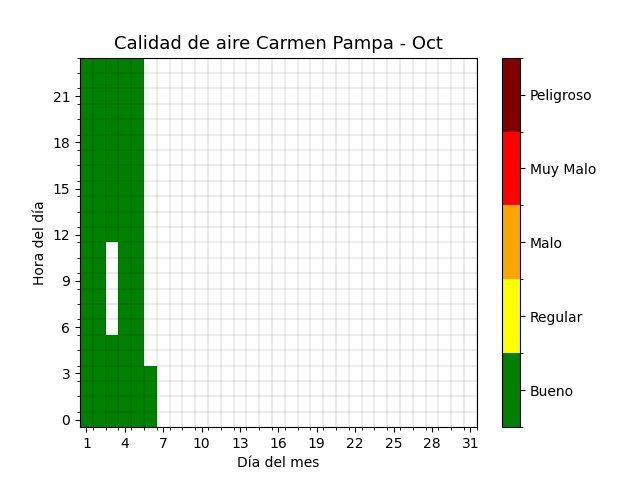 Calidad de aire Carmen Pampa - Oct
Peligroso
Muy Malo
Malo
Regular
Bueno
Hora del día
21
18
15
12
9
6
3
0
1 4 7 10 13 16 19 22 25 28 31
Día del mes